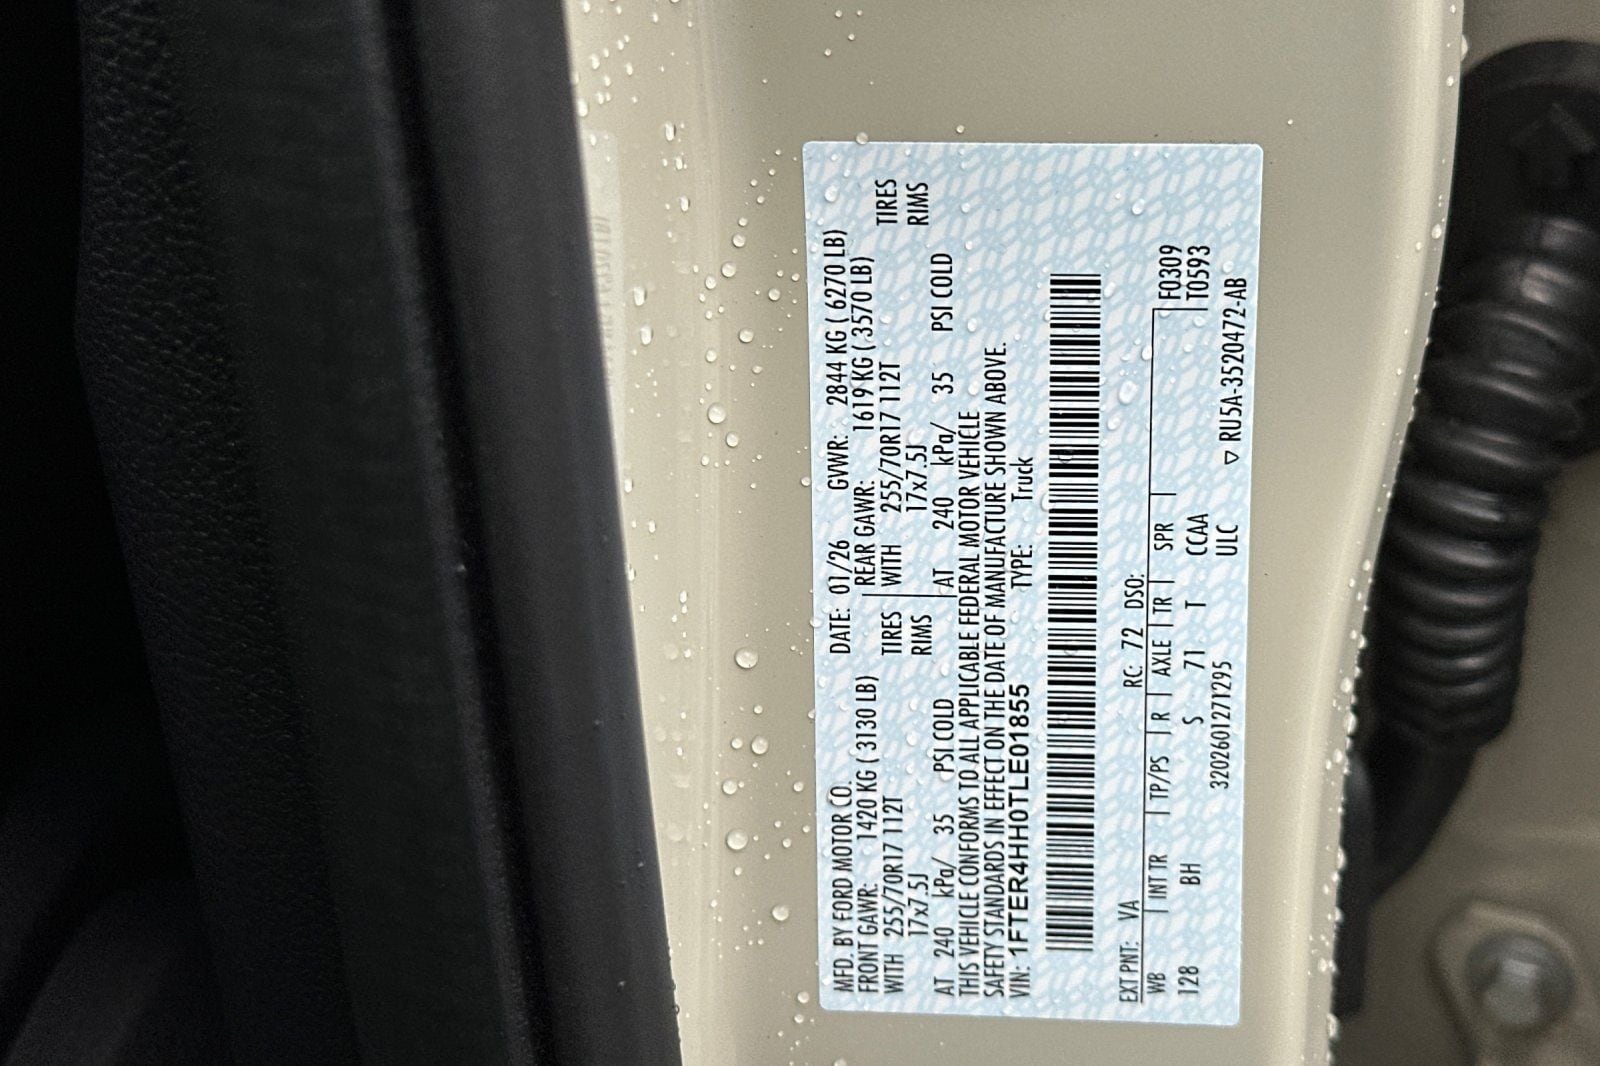 MFD. BY FORD MOTOR CO. DATE: 01/26 GVWR: 2844 KG ( 6270 LB)
FRONT GAWR: 1420 KG ( 3130 LB) REAR GAWR: 1619 KG ( 3570 LB)
WITH 255/70R17 112T TIRES WITH 255/70R17 112T TIRES
17x7.5J RIMS 17x7.5J RIMS
AT 240 kPa/ 35 PSI COLD AT 240 kPa/ 35 PSI COLD
THIS VEHICLE CONFORMS TO ALL APPLICABLE FEDERAL MOTOR VEHICLE
SAFETY STANDARDS IN EFFECT ON THE DATE OF MANUFACTURE SHOWN ABOVE.
VIN: 1FTER4HH0TLE01855 TYPE: Truck
EXT PNT: VA RC: 72 DSO:
WB INT TR TP/PS R AXLE TR SPR F0309
128 BH S 71 T CCAA T0593
3202601271295 ULC ▽ RU5A-3520472-AB